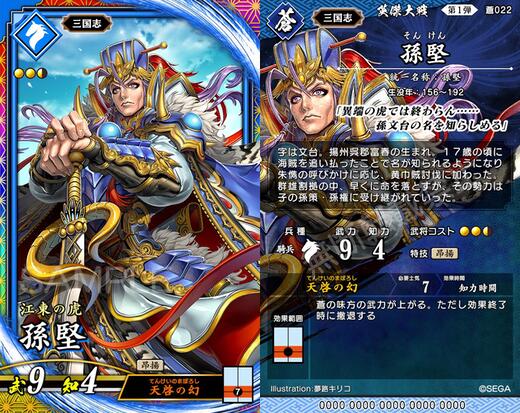 三国志
江東の虎
孫堅
昂揚
武9 知4
てんけいのまぼろし
天啓の幻
7
SAMPLE
蒼
三国志
英傑大戦
第1弾
蒼022
そん けん
孫堅
統一名称：孫堅
生没年：156～192
「異端の虎では終わらん……
孫文台の名を知らしめる」
字は文台。揚州呉郡富春の生まれ。17歳の頃に
海賊を追い払ったことで名が知られるようになり
朱儁の呼びかけに応じ、黄巾賊討伐に加わった。
群雄割拠の中、早くに命を落とすが、その勢力は
子の孫策・孫権に受け継がれていった。
兵種 武力 知力 武将コスト
騎兵 9 4 特技 昂揚
てんけいのまぼろし 必要士気 効果時間
天啓の幻 7 知力時間
蒼の味方の武力が上がる。ただし効果終了
時に撤退する
効果範囲
Illustration：夢路キリコ
©SEGA
0000 0000 0000 0000 0000